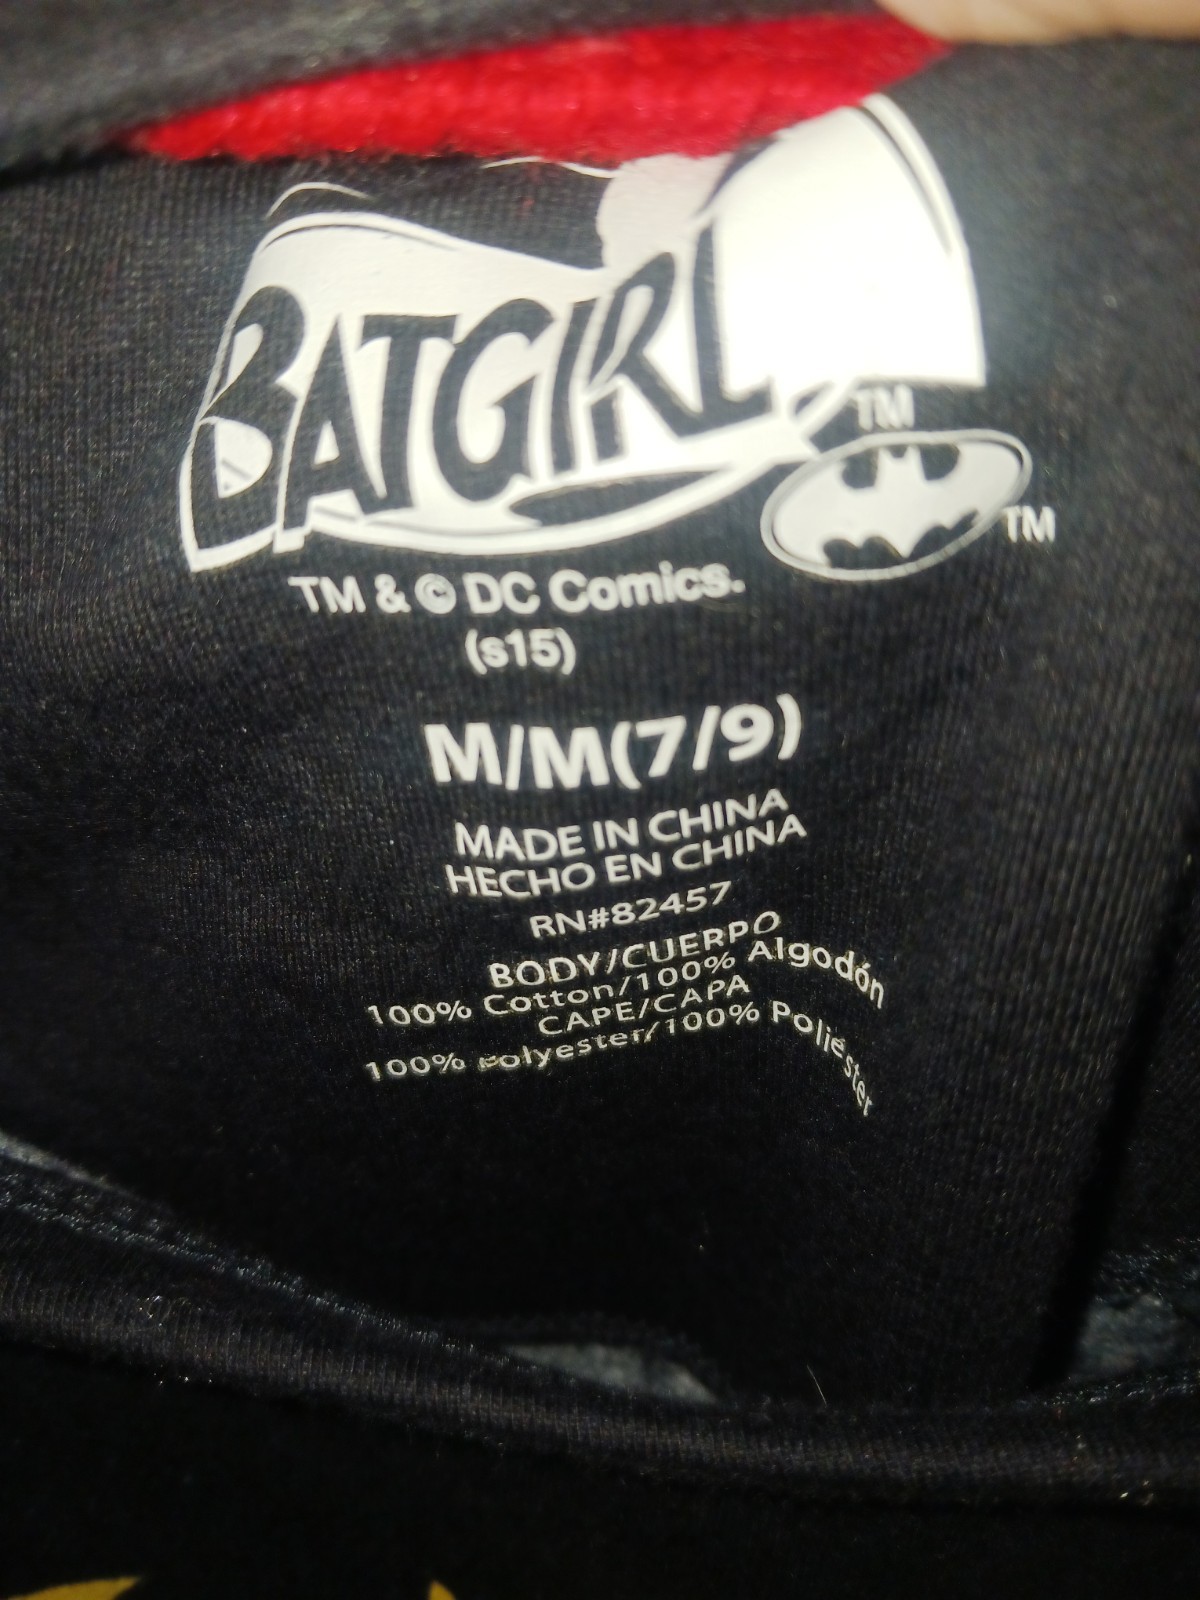 BATGIRL TM
TM
TM & © DC Comics.
(s15)
M/M(7/9)
MADE IN CHINA
HECHO EN CHINA
RN#82457
BODY/CUERPO
100% Cotton/100% Algodón
CAPE/CAPA
100% Polyester/100% Poliéster